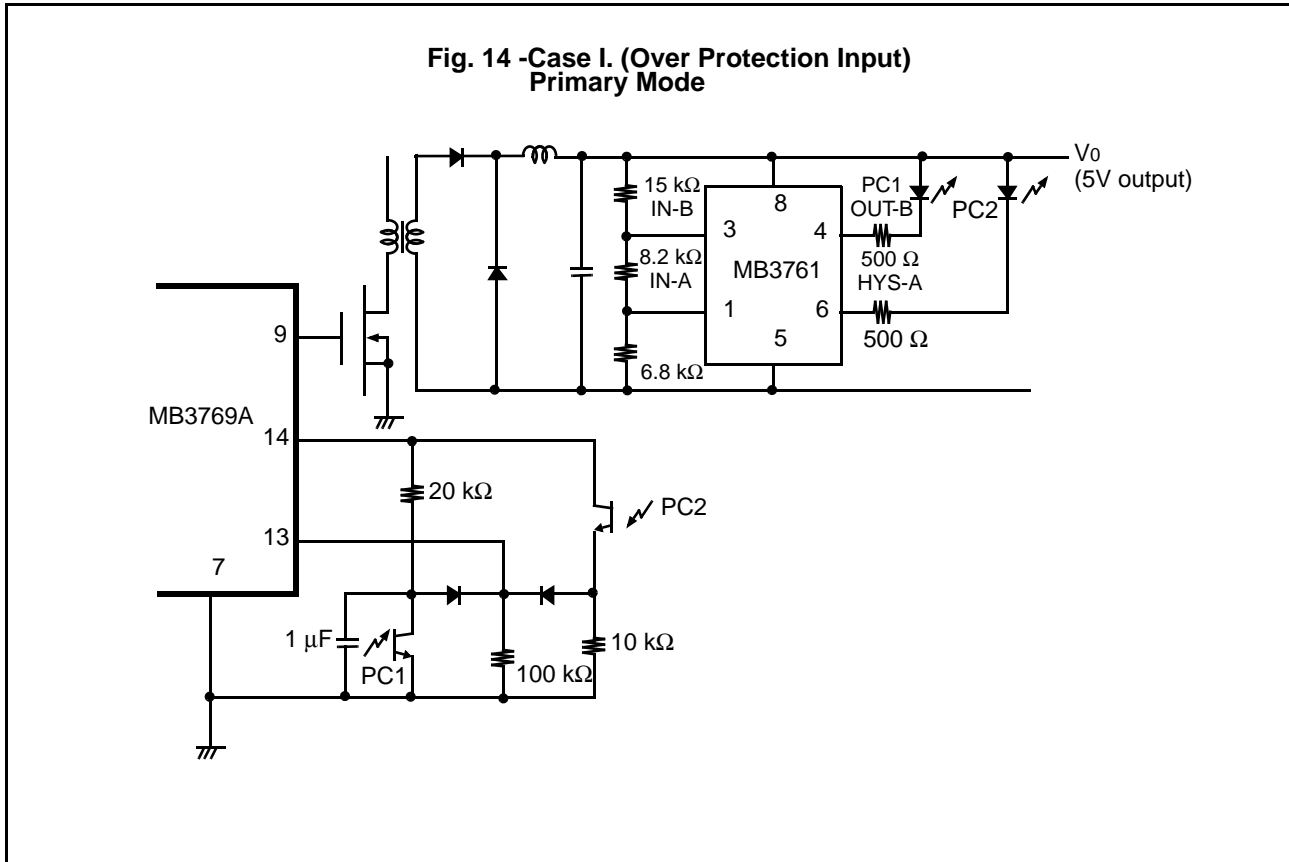 Fig. 14 -Case I. (Over Protection Input)
Primary Mode
V0
(5V output)
15 kΩ
IN-B
8.2 kΩ
IN-A
6.8 kΩ
3
1
8
MB3761
5
4
6
PC1
OUT-B
500 Ω
HYS-A
500 Ω
PC2
9
MB3769A
14
13
7
20 kΩ
PC2
1 μF
PC1
100 kΩ
10 kΩ